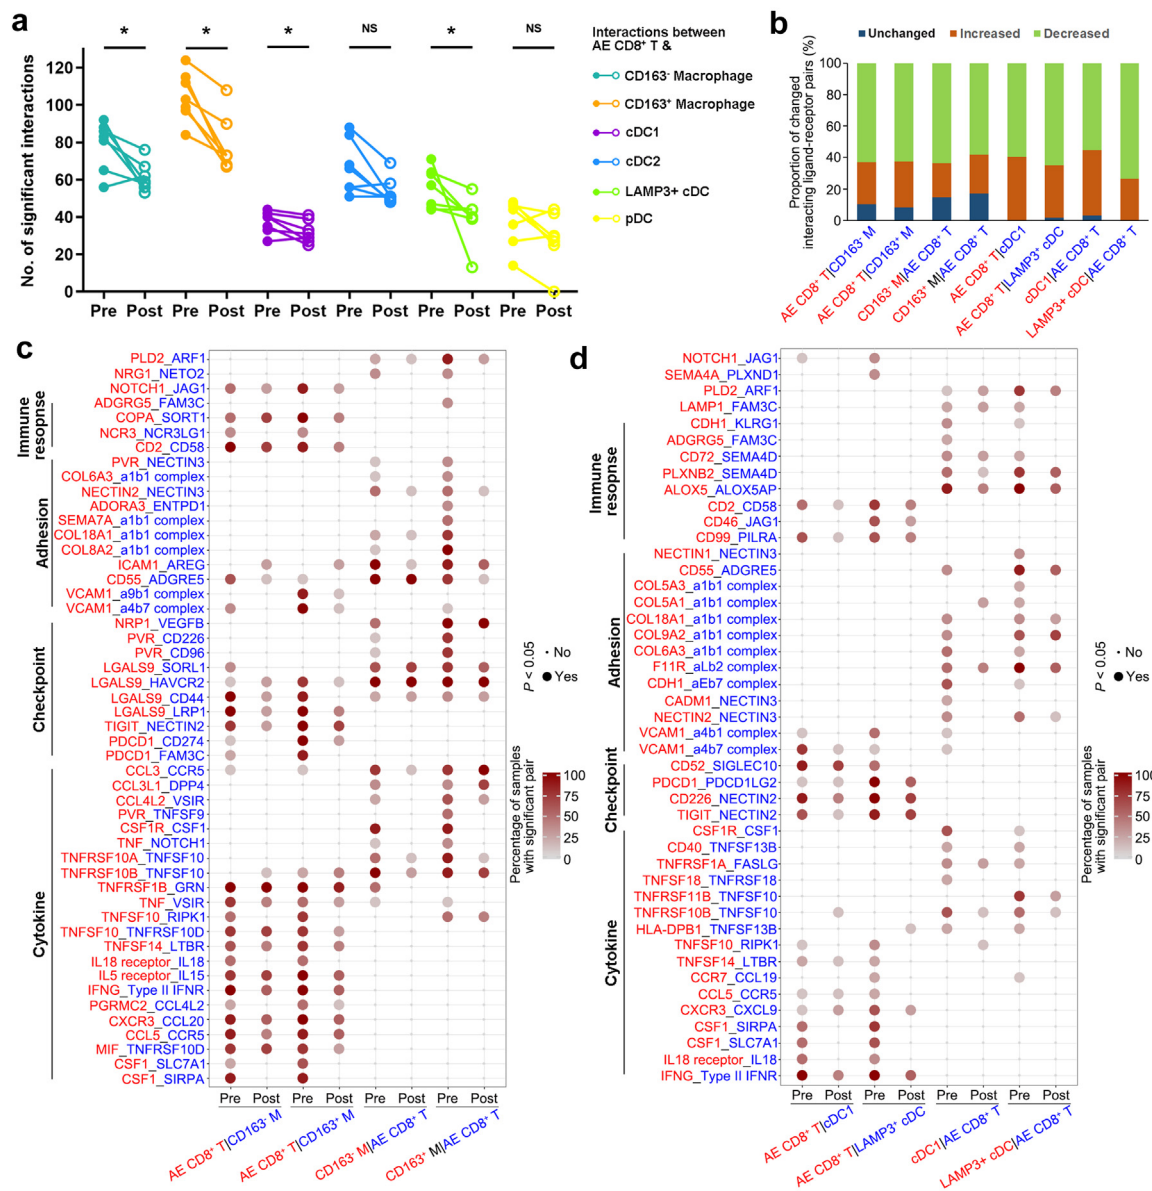 a
*
*
*
NS
*
NS
No. of significant interactions
120
100
80
60
40
20
0
Pre Post Pre Post Pre Post Pre Post Pre Post Pre Post
Interactions between
AE CD8⁺ T &
CD163⁻ Macrophage
CD163⁺ Macrophage
cDC1
cDC2
LAMP3+ cDC
pDC
b
Unchanged Increased Decreased
Proportion of changed
interacting ligand-receptor pairs (%)
100
80
60
40
20
0
AE CD8⁺ T|CD163⁻ M
AE CD8⁺ T|CD163⁺ M
CD163⁻ M|AE CD8⁺ T
CD163⁺ M|AE CD8⁺ T
AE CD8⁺ T|cDC1
AE CD8⁺ T|LAMP3⁺ cDC
cDC1|AE CD8⁺ T
LAMP3+ cDC|AE CD8⁺ T
c
Immune
resoponse
Adhesion
Checkpoint
Cytokine
PLD2_ARF1
NRG1_NETO2
NOTCH1_JAG1
ADGRG5_FAM3C
COPA_SORT1
NCR3_NCR3LG1
CD2_CD58
PVR_NECTIN3
COL6A3_a1b1 complex
NECTIN2_NECTIN3
ADORA3_ENTPD1
SEMA7A_a1b1 complex
COL18A1_a1b1 complex
COL8A2_a1b1 complex
ICAM1_AREG
CD55_ADGRE5
VCAM1_a9b1 complex
VCAM1_a4b7 complex
NRP1_VEGFB
PVR_CD226
PVR_CD96
LGALS9_SORL1
LGALS9_HAVCR2
LGALS9_CD44
LGALS9_LRP1
TIGIT_NECTIN2
PDCD1_CD274
PDCD1_FAM3C
CCL3_CCR5
CCL3L1_DPP4
CCL4L2_VSIR
PVR_TNFSF9
CSF1R_CSF1
TNF_NOTCH1
TNFRSF10A_TNFSF10
TNFRSF10B_TNFSF10
TNFRSF1B_GRN
TNF_VSIR
TNFSF10_RIPK1
TNFSF10_TNFRSF10D
TNFSF14_LTBR
IL18 receptor_IL18
IL5 receptor_IL15
IFNG_Type II IFNR
PGRMC2_CCL4L2
CXCR3_CCL20
CCL5_CCR5
MIF_TNFRSF10D
CSF1_SLC7A1
CSF1_SIRPA
Pre Post Pre Post Pre Post Pre Post
AE CD8⁺ T|CD163⁻ M
AE CD8⁺ T|CD163⁺ M
CD163⁻ M|AE CD8⁺ T
CD163⁺ M|AE CD8⁺ T
P < 0.05
No
Yes
Percentage of samples
with significant pair
100
75
50
25
0
d
Immune
resoponse
Adhesion
Checkpoint
Cytokine
NOTCH1_JAG1
SEMA4A_PLXND1
PLD2_ARF1
LAMP1_FAM3C
CDH1_KLRG1
ADGRG5_FAM3C
CD72_SEMA4D
PLXNB2_SEMA4D
ALOX5_ALOX5AP
CD2_CD58
CD46_JAG1
CD99_PILRA
NECTIN1_NECTIN3
CD55_ADGRE5
COL5A3_a1b1 complex
COL5A1_a1b1 complex
COL18A1_a1b1 complex
COL9A2_a1b1 complex
COL6A3_a1b1 complex
F11R_aLb2 complex
CDH1_aEb7 complex
CADM1_NECTIN3
NECTIN2_NECTIN3
VCAM1_a4b1 complex
VCAM1_a4b7 complex
CD52_SIGLEC10
PDCD1_PDCD1LG2
CD226_NECTIN2
TIGIT_NECTIN2
CSF1R_CSF1
CD40_TNFSF13B
TNFRSF1A_FASLG
TNFSF18_TNFRSF18
TNFRSF11B_TNFSF10
TNFRSF10B_TNFSF10
HLA-DPB1_TNFSF13B
TNFSF10_RIPK1
TNFSF14_LTBR
CCR7_CCL19
CCL5_CCR5
CXCR3_CXCL9
CSF1_SIRPA
CSF1_SLC7A1
IL18 receptor_IL18
IFNG_Type II IFNR
Pre Post Pre Post Pre Post Pre Post
AE CD8⁺ T|cDC1
AE CD8⁺ T|LAMP3⁺ cDC
cDC1|AE CD8⁺ T
LAMP3+ cDC|AE CD8⁺ T
P < 0.05
No
Yes
Percentage of samples
with significant pair
100
75
50
25
0